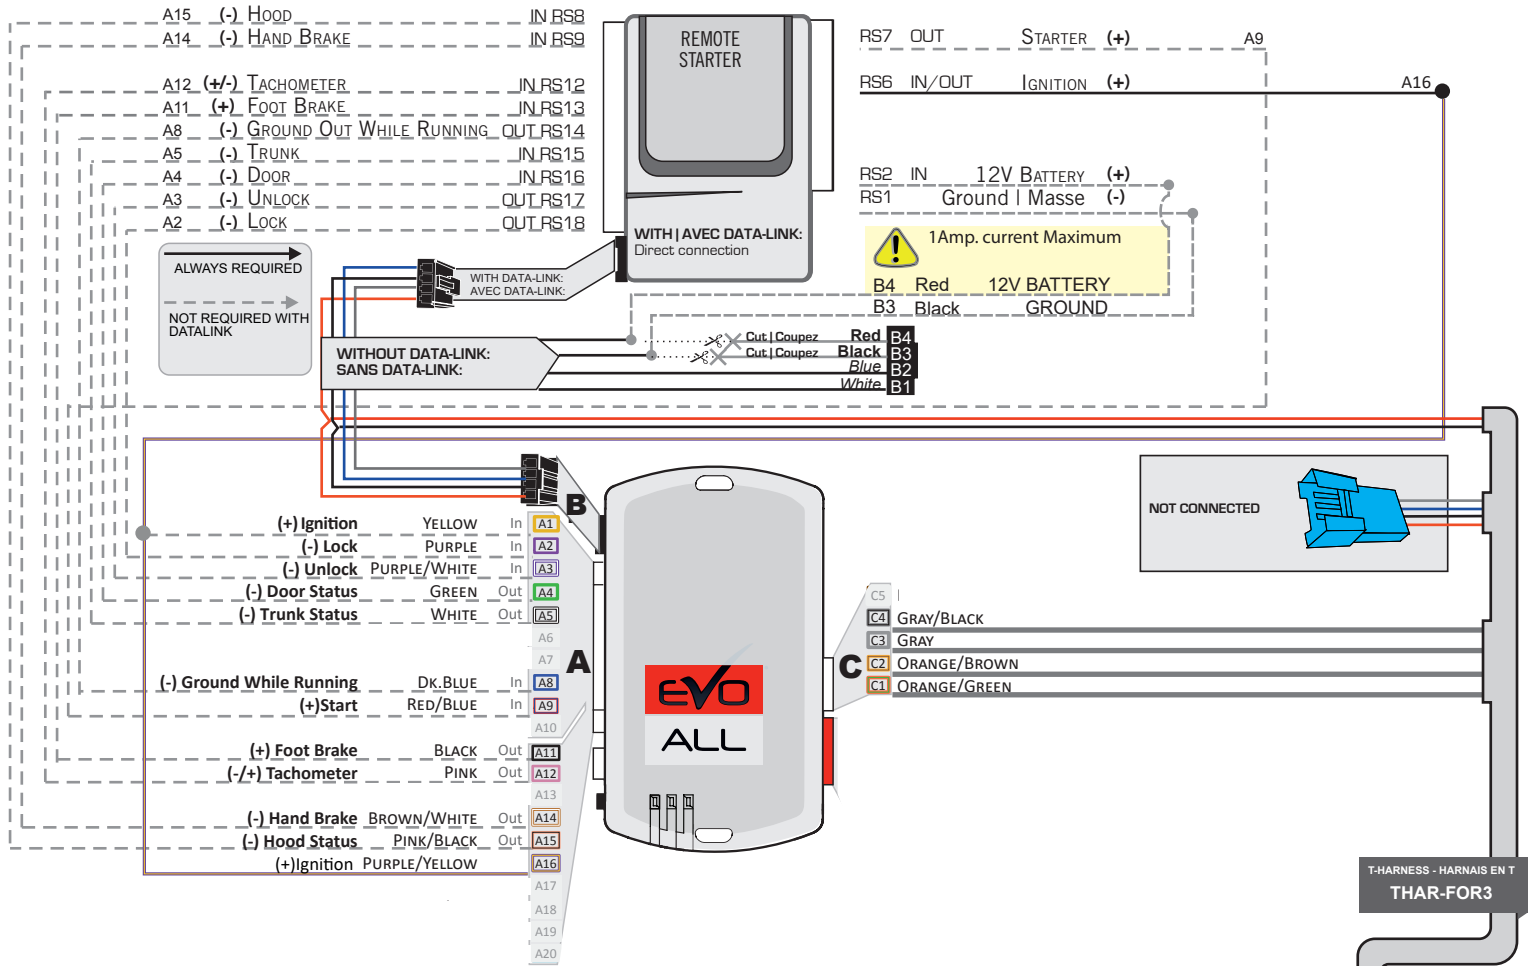 A15 (-) HOOD IN RS8
A14 (-) HAND BRAKE IN RS9
A12 (+/-) TACHOMETER IN RS12
A11 (+) FOOT BRAKE IN RS13
A8 (-) GROUND OUT WHILE RUNNING OUT RS14
A5 (-) TRUNK IN RS15
A4 (-) DOOR IN RS16
A3 (-) UNLOCK OUT RS17
A2 (-) LOCK OUT RS18
REMOTE
STARTER
WITH | AVEC DATA-LINK:
Direct connection
RS7 OUT STARTER (+) A9
RS6 IN/OUT IGNITION (+) A16
RS2 IN 12V BATTERY (+)
RS1 Ground | Masse (-)
1Amp. current Maximum
B4 Red 12V BATTERY
B3 Black GROUND
ALWAYS REQUIRED
NOT REQUIRED WITH
DATALINK
WITH DATA-LINK:
AVEC DATA-LINK:
WITHOUT DATA-LINK:
SANS DATA-LINK:
Cut | Coupez Red B4
Cut | Coupez Black B3
Blue B2
White B1
B
(+) Ignition YELLOW In A1
(-) Lock PURPLE In A2
(-) Unlock PURPLE/WHITE In A3
(-) Door Status GREEN Out A4
(-) Trunk Status WHITE Out A5
A6
A7
A
(-) Ground While Running DK.BLUE In A8
(+)Start RED/BLUE In A9
A10
(+) Foot Brake BLACK Out A11
(-/+) Tachometer PINK Out A12
A13
(-) Hand Brake BROWN/WHITE Out A14
(-) Hood Status PINK/BLACK Out A15
(+)Ignition PURPLE/YELLOW A16
A17
A18
A19
A20
EVO
ALL
NOT CONNECTED
C
C5
C4 GRAY/BLACK
C3 GRAY
C2 ORANGE/BROWN
C1 ORANGE/GREEN
T-HARNESS - HARNAIS EN T
THAR-FOR3